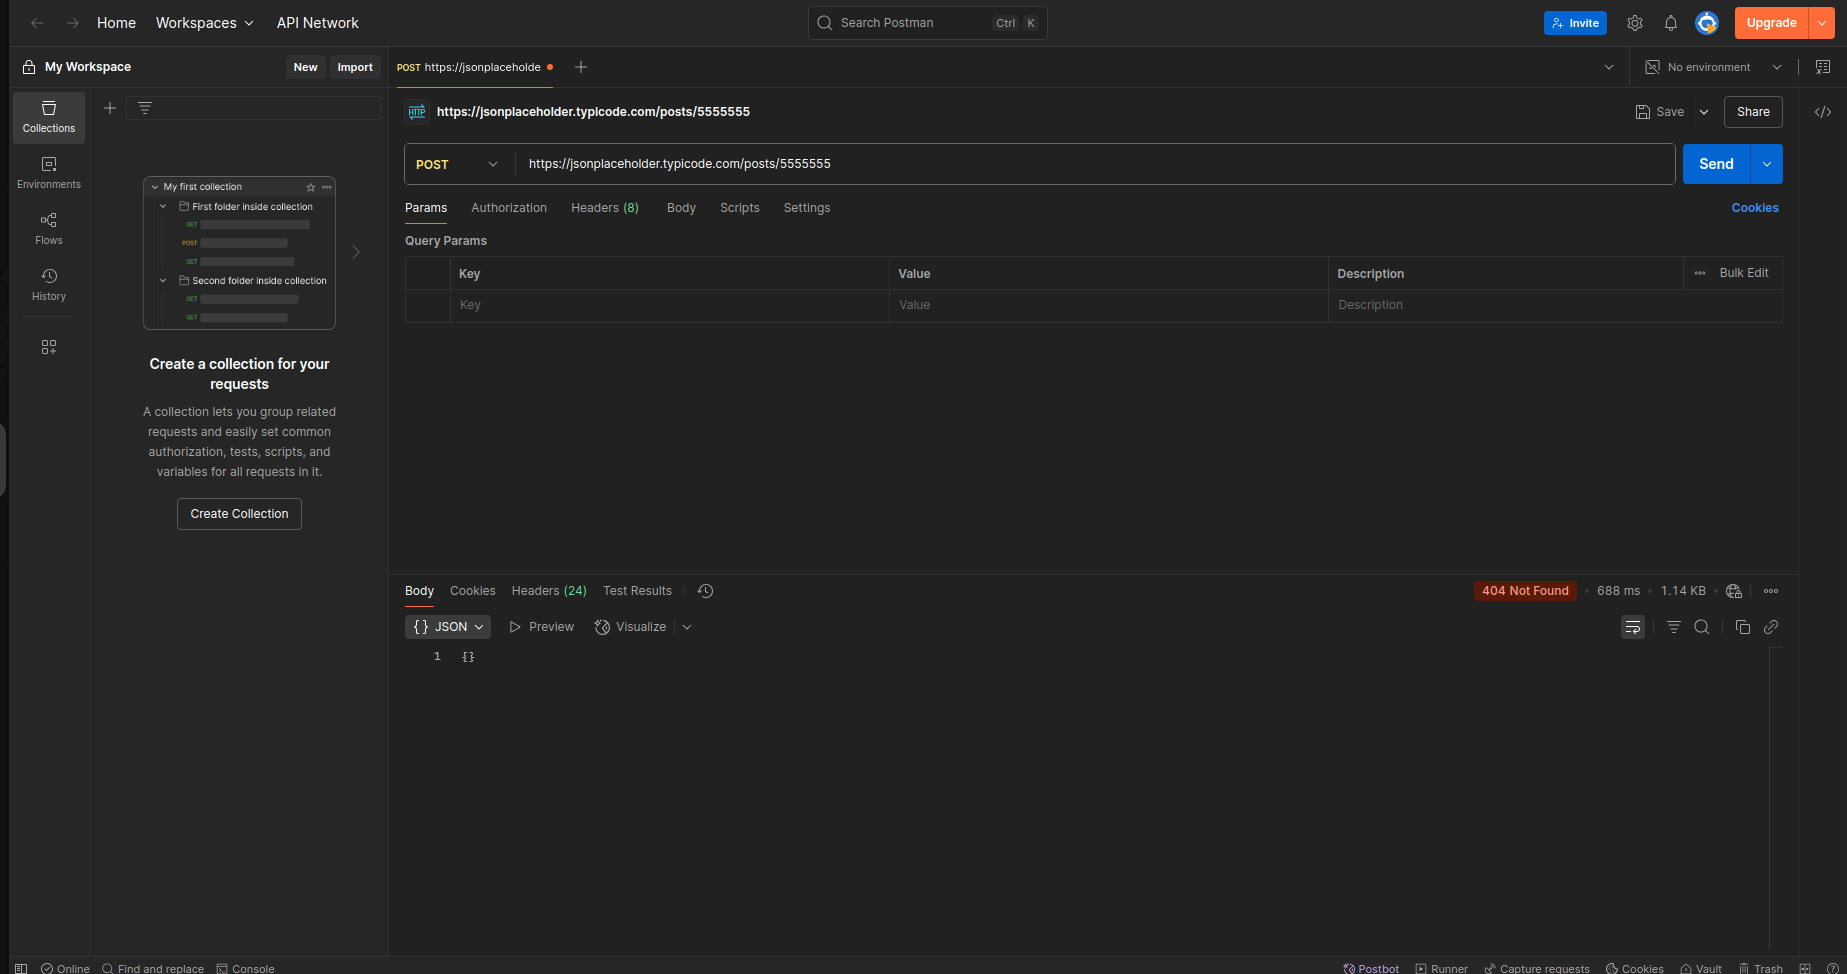 Home Workspaces API Network Search Postman Ctrl K Invite Upgrade
My Workspace New Import POST https://jsonplaceholde No environment
Collections
Environments
Flows
History
My first collection
First folder inside collection
GET
POST
GET
Second folder inside collection
GET
GET
Create a collection for your
requests
A collection lets you group related
requests and easily set common
authorization, tests, scripts, and
variables for all requests in it.
Create Collection
HTTP https://jsonplaceholder.typicode.com/posts/5555555 Save Share
POST https://jsonplaceholder.typicode.com/posts/5555555 Send
Params Authorization Headers (8) Body Scripts Settings Cookies
Query Params
Key Value Description Bulk Edit
Key Value Description
Body Cookies Headers (24) Test Results 404 Not Found 688 ms 1.14 KB
{} JSON Preview Visualize
1 {}
Online Find and replace Console Postbot Runner Capture requests Cookies Vault Trash